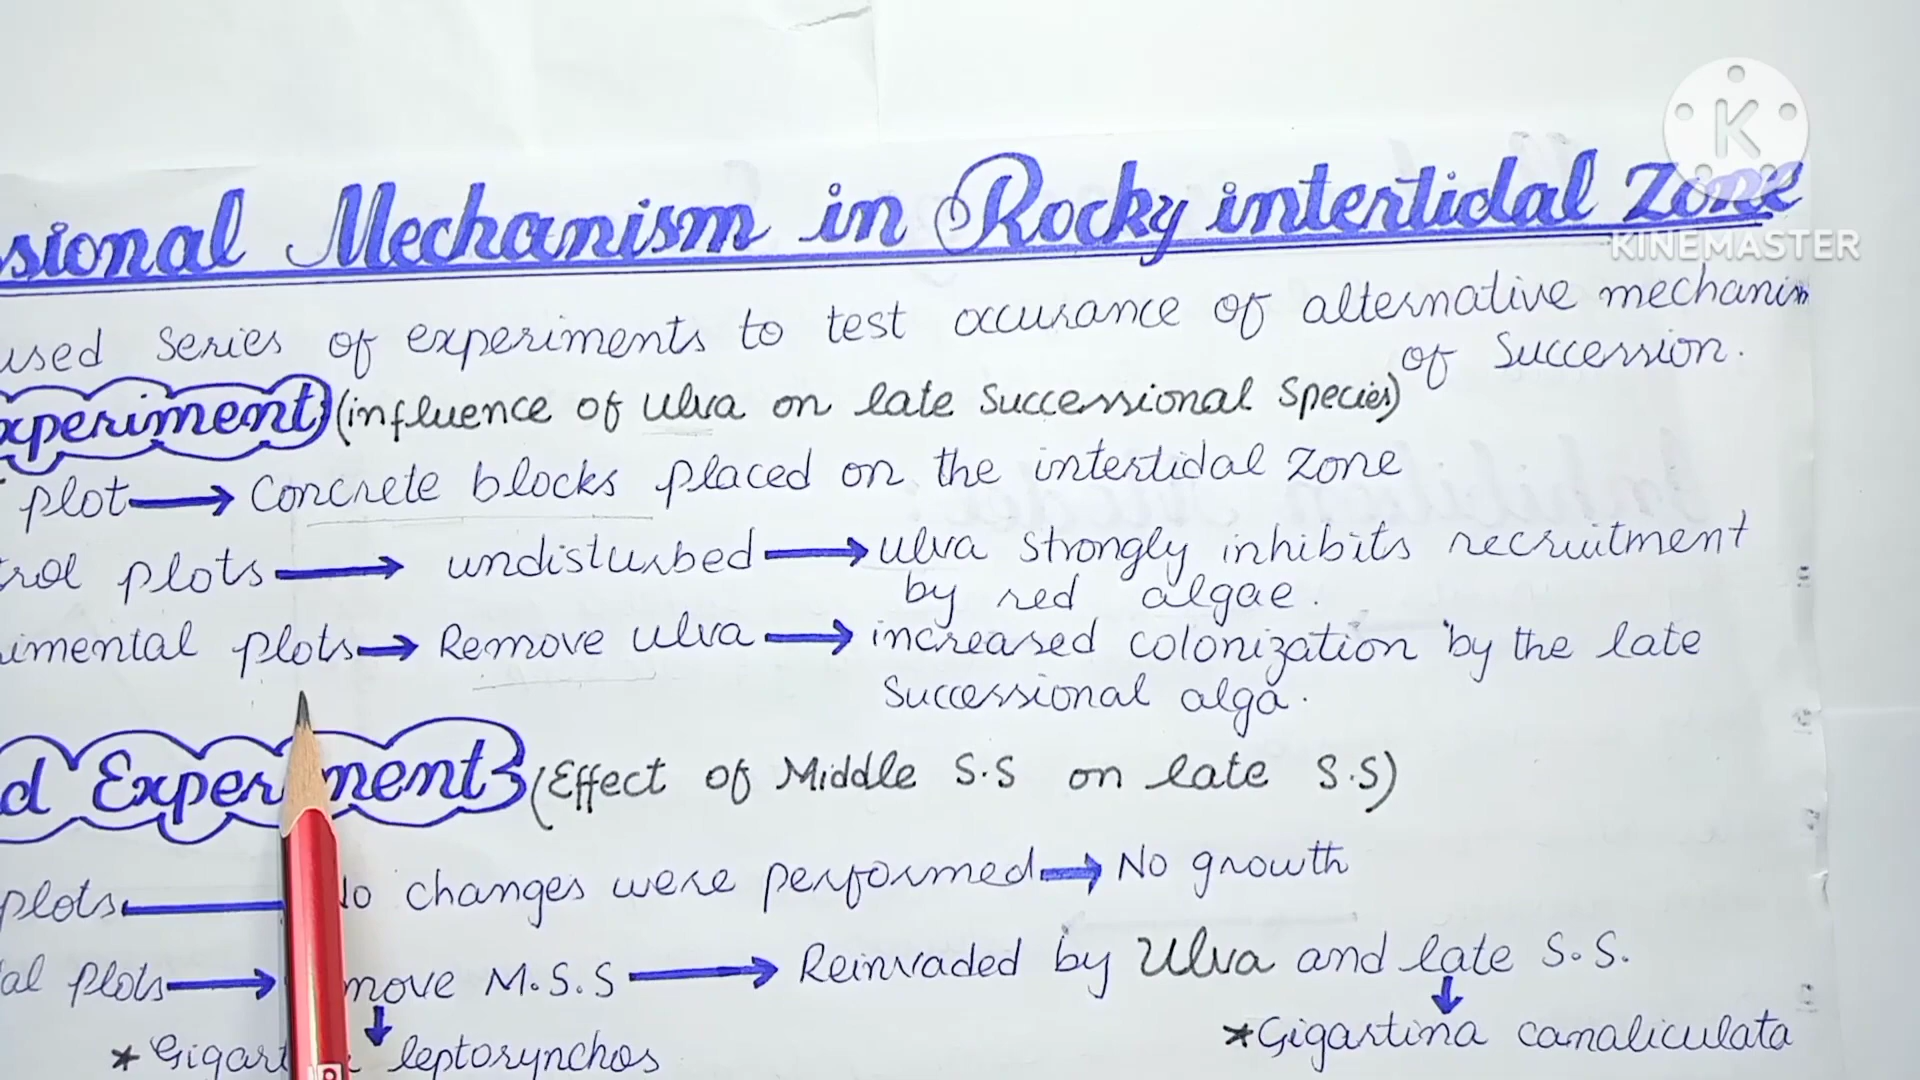 sional Mechanism in Rocky intertidal Zone
K
KINEMASTER
used series of experiments to test occurance of alternative mechanism
of Succession.
xperiment (influence of ulva on late Successional Species)
plot → Concrete blocks placed on the intertidal zone
rol plots → undisturbed → ulva strongly inhibits recruitment
by red algae.
imental plots → Remove ulva → increased colonization by the late
Successional alga.
d Experiment (Effect of Middle S.S on late S.S)
plots No changes were performed → No growth
al plots → move M.S.S → Reinvaded by Ulva and late S.S.
* Gigart leptorynchos
* Gigartina canaliculata